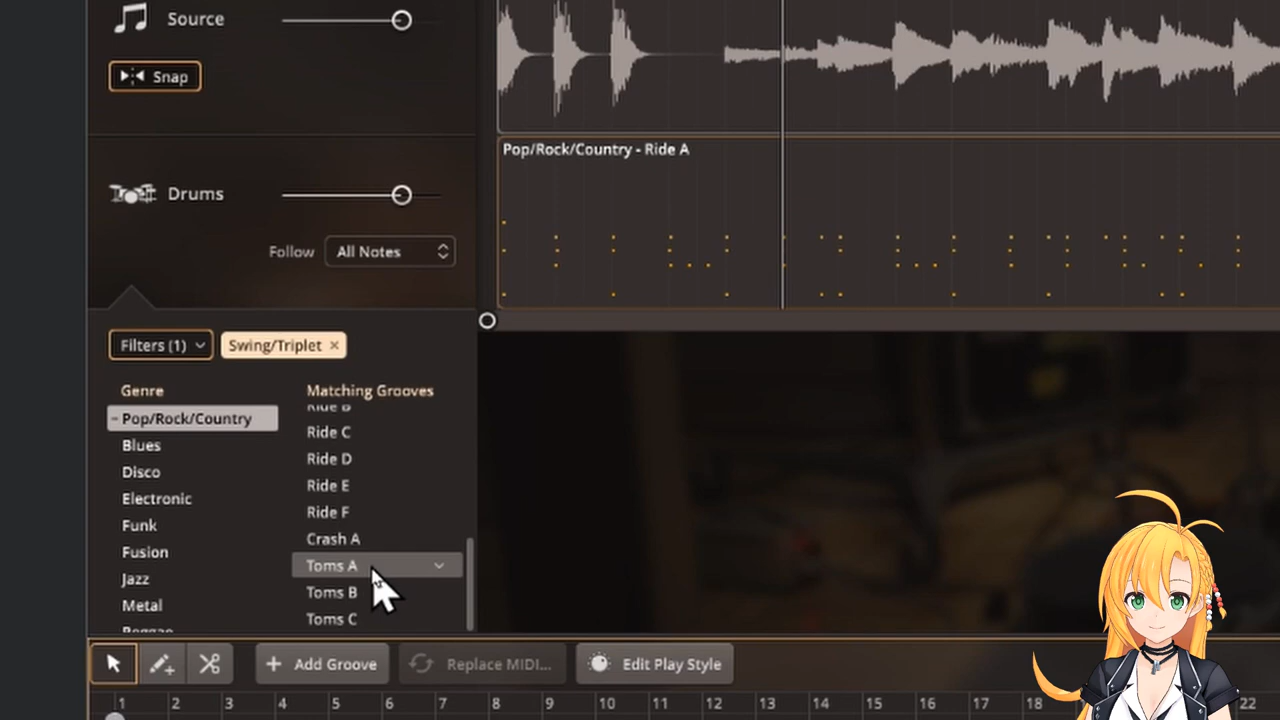 Source
Snap
Pop/Rock/Country - Ride A
Drums
Follow All Notes
Filters (1) Swing/Triplet ×
Genre Matching Grooves
Ride B
Pop/Rock/Country
Ride C
Blues
Ride D
Disco
Ride E
Electronic
Ride F
Funk
Crash A
Fusion
Toms A
Jazz
Toms B
Metal
Toms C
Reggae
Add Groove Replace MIDI... Edit Play Style
1 2 3 4 5 6 7 8 9 10 11 12 13 14 15 16 17 18 22